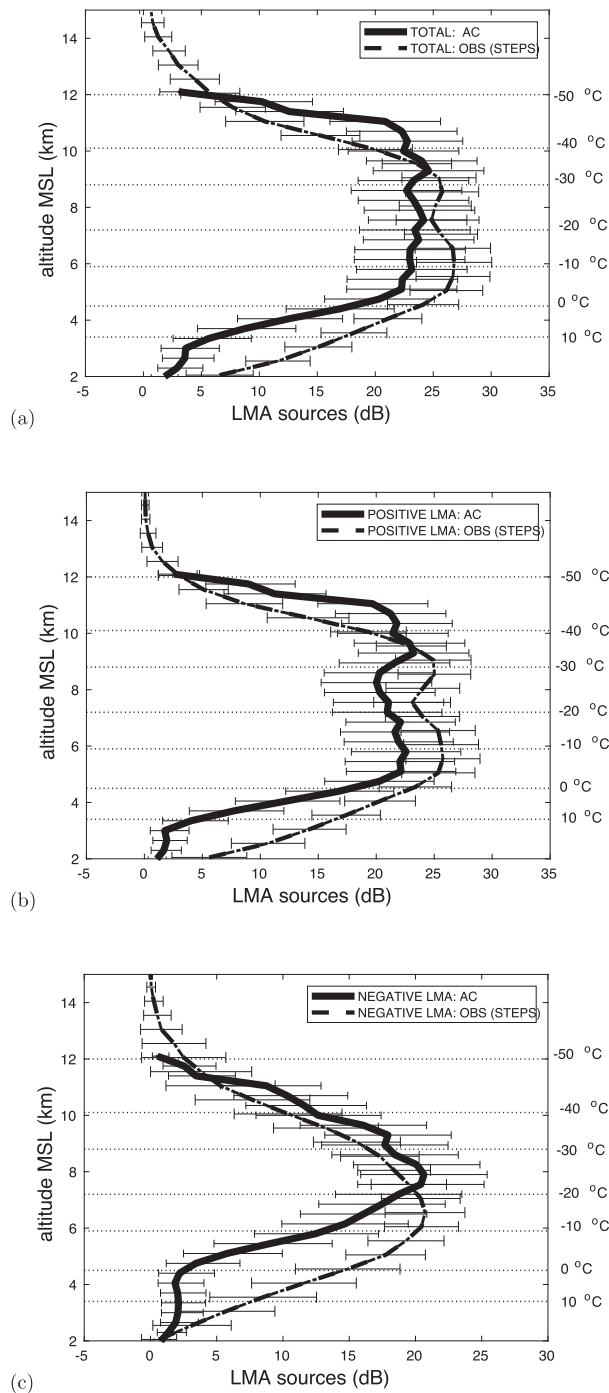 TOTAL: AC
TOTAL: OBS (STEPS)
altitude MSL (km)
14
12
10
8
6
4
2
-50 °C
-40 °C
-30 °C
-20 °C
-10 °C
0 °C
10 °C
-5 0 5 10 15 20 25 30 35
LMA sources (dB)
(a)
POSITIVE LMA: AC
POSITIVE LMA: OBS (STEPS)
altitude MSL (km)
14
12
10
8
6
4
2
-50 °C
-40 °C
-30 °C
-20 °C
-10 °C
0 °C
10 °C
-5 0 5 10 15 20 25 30 35
LMA sources (dB)
(b)
NEGATIVE LMA: AC
NEGATIVE LMA: OBS (STEPS)
altitude MSL (km)
14
12
10
8
6
4
2
-50 °C
-40 °C
-30 °C
-20 °C
-10 °C
0 °C
10 °C
-5 0 5 10 15 20 25 30
LMA sources (dB)
(c)